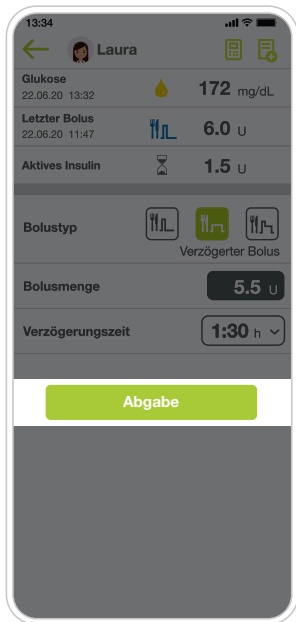 13:34
Laura
Glukose
22.06.20 13:32
172 mg/dL
Letzter Bolus
22.06.20 11:47
6.0 U
Aktives Insulin
1.5 U
Bolustyp
Verzögerter Bolus
Bolusmenge
5.5 U
Verzögerungszeit
1:30 h
Abgabe